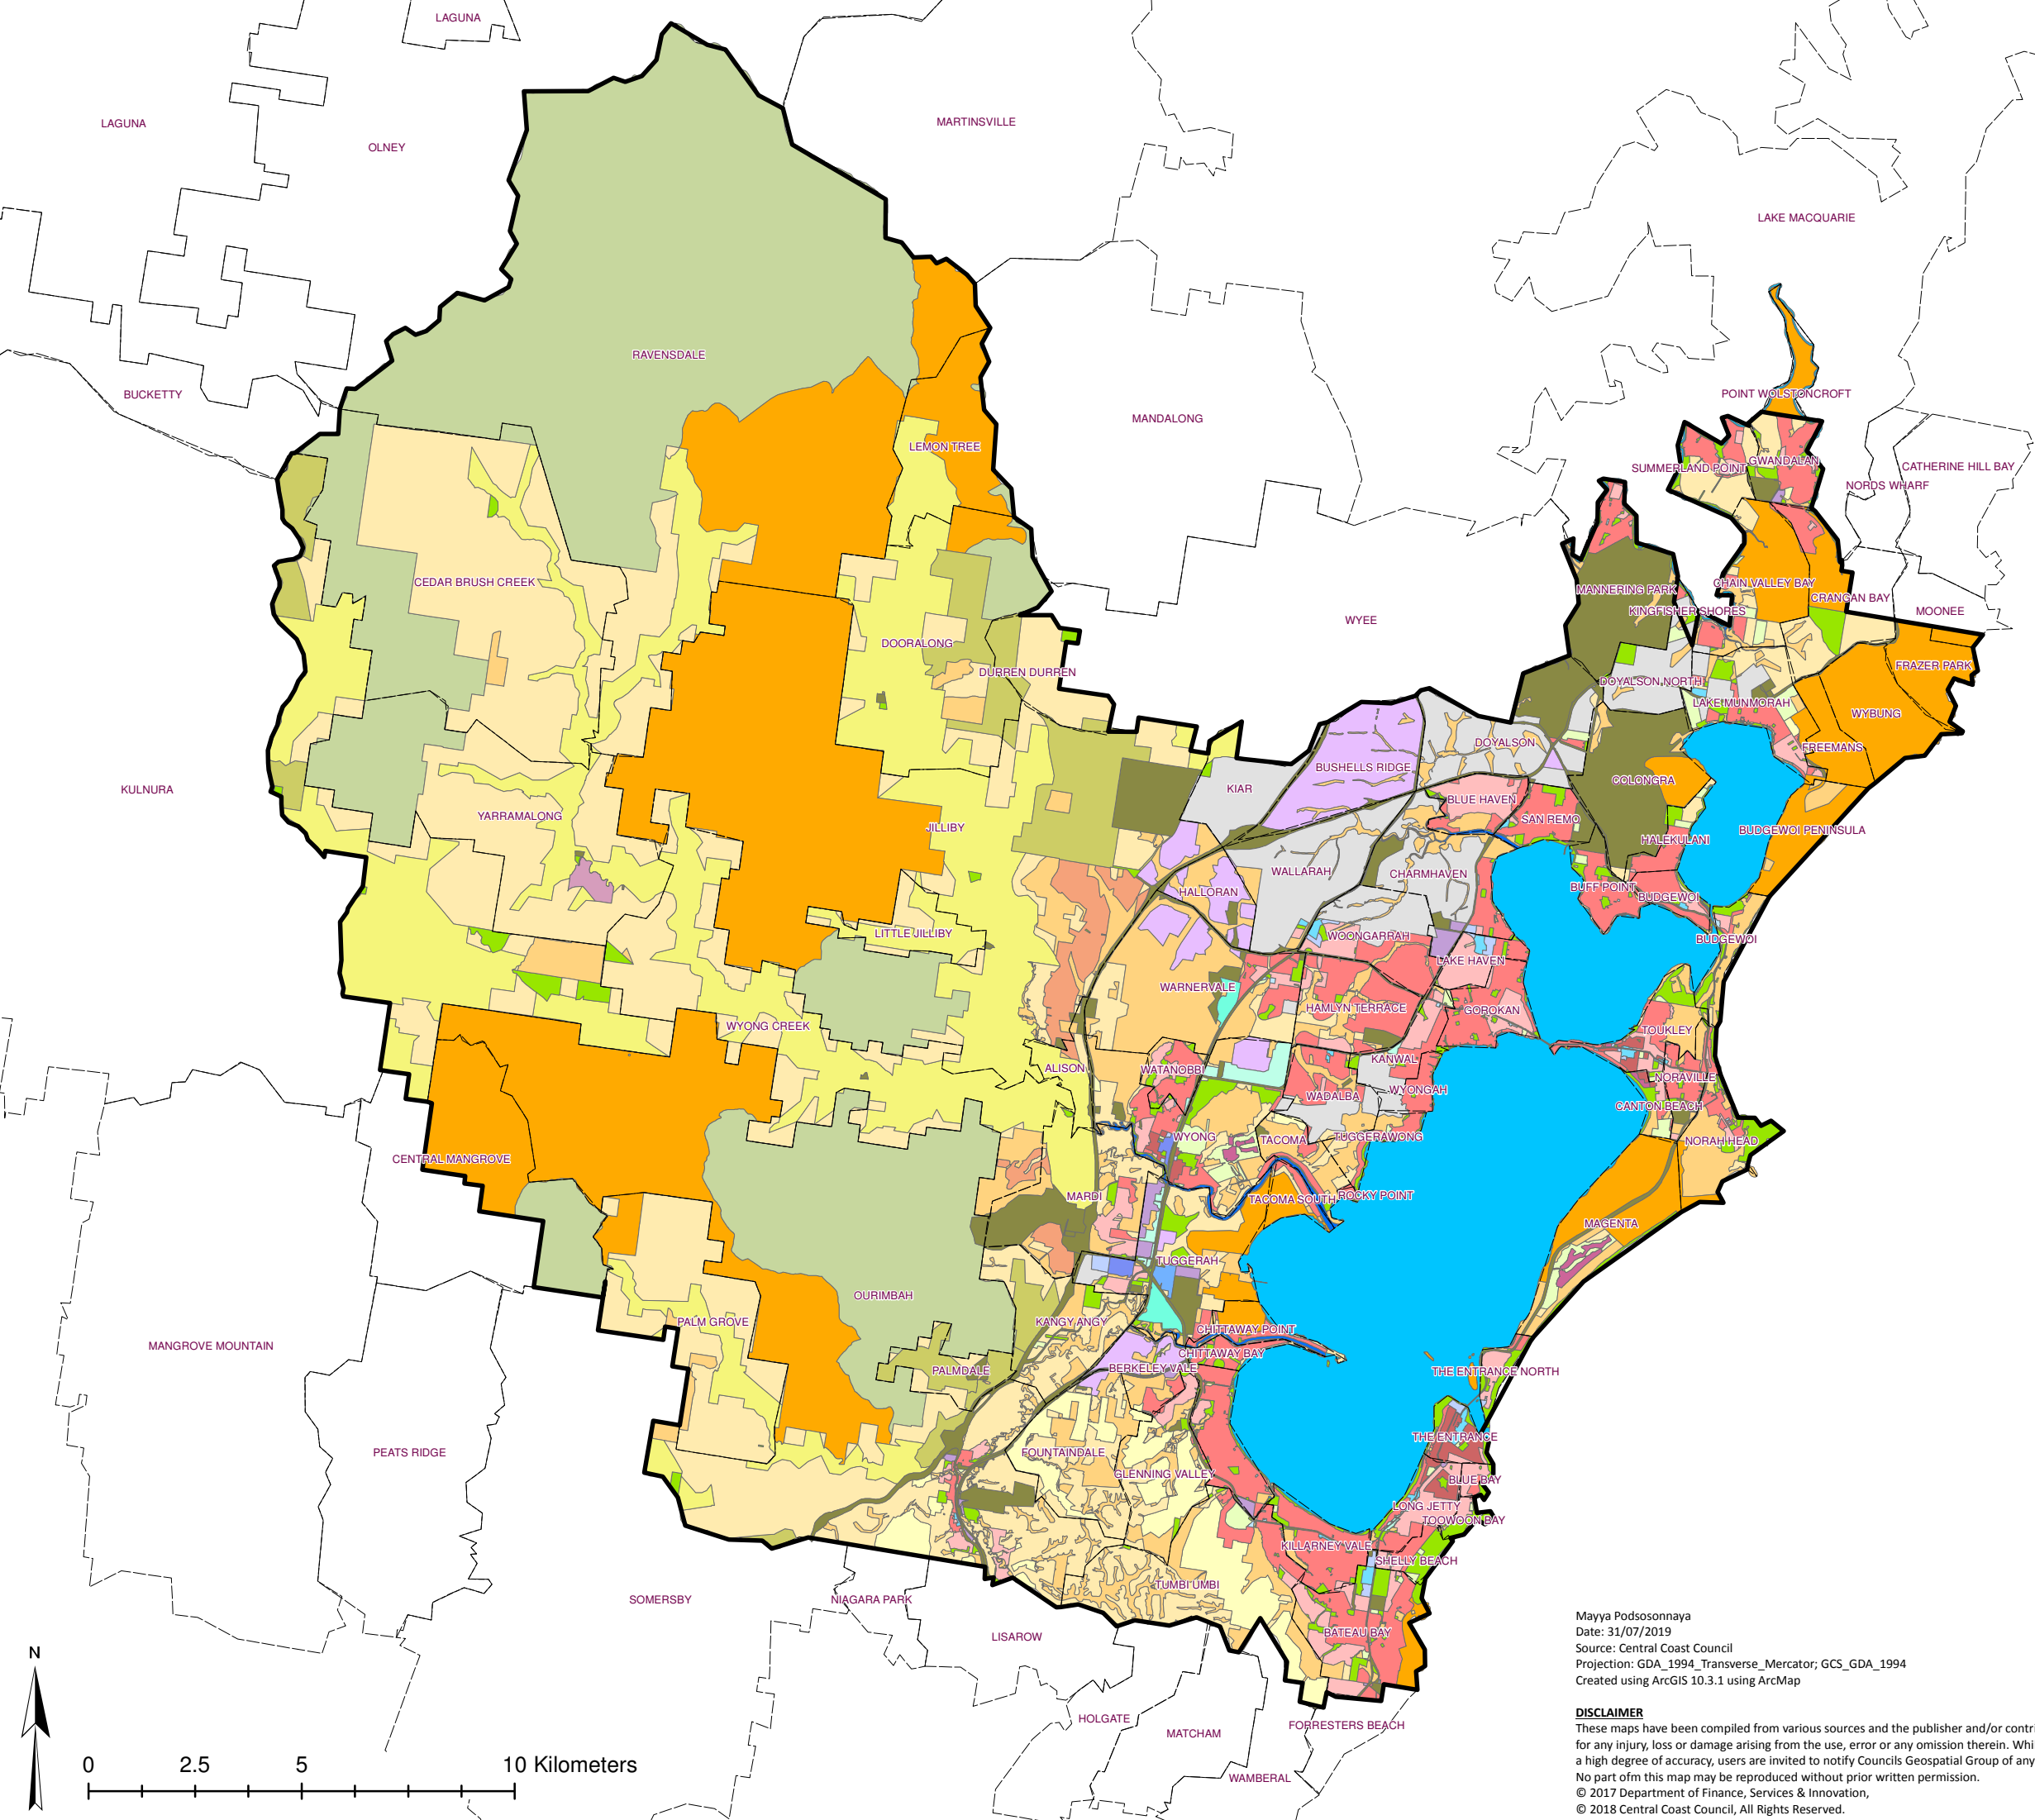 LAGUNA
LAGUNA
MARTINSVILLE
OLNEY
LAKE MACQUARIE
RAVENSDALE
BUCKETTY
POINT WOLSTONCROFT
MANDALONG
LEMON TREE
GWANDALAN
SUMMERLAND POINT
CATHERINE HILL BAY
NORDS WHARF
CEDAR BRUSH CREEK
CHAIN VALLEY BAY
MANNERING PARK
CRANGAN BAY
KINGFISHER SHORES
MOONEE
WYEE
DOORALONG
FRAZER PARK
DURREN DURREN
DOYALSON NORTH
LAKE MUNMORAH
WYBUNG
DOYALSON
FREEMANS
BUSHELLS RIDGE
COLONGRA
KULNURA
KIAR
BLUE HAVEN
YARRAMALONG
SAN REMO
JILLIBY
BUDGEWOI PENINSULA
HALEKULANI
WALLARAH
CHARMHAVEN
BUFF POINT
HALLORAN
BUDGEWOI
LITTLE JILLIBY
WOONGARRAH
BUDGEWOI
LAKE HAVEN
WARNERVALE
HAMLYN TERRACE
GOROKAN
WYONG CREEK
TOUKLEY
KANWAL
ALISON
WATANOBBI
NORAVILLE
WYONGAH
WADALBA
CANTON BEACH
WYONG
TACOMA
TUGGERAWONG
NORAH HEAD
CENTRAL MANGROVE
MARDI
TACOMA SOUTH
ROCKY POINT
MAGENTA
TUGGERAH
OURIMBAH
PALM GROVE
KANGY ANGY
CHITTAWAY POINT
MANGROVE MOUNTAIN
CHITTAWAY BAY
BERKELEY VALE
PALMDALE
THE ENTRANCE NORTH
THE ENTRANCE
PEATS RIDGE
FOUNTAINDALE
GLENNING VALLEY
BLUE BAY
LONG JETTY
TOOWOON BAY
KILLARNEY VALE
SHELLY BEACH
TUMBI UMBI
SOMERSBY
NIAGARA PARK
BATEAU BAY
LISAROW
HOLGATE
FORRESTERS BEACH
MATCHAM
WAMBERAL
N
0 2.5 5 10 Kilometers
Mayya Podsosonnaya
Date: 31/07/2019
Source: Central Coast Council
Projection: GDA_1994_Transverse_Mercator; GCS_GDA_1994
Created using ArcGIS 10.3.1 using ArcMap
DISCLAIMER
These maps have been compiled from various sources and the publisher and/or contri
for any injury, loss or damage arising from the use, error or any omission therein. Whi
a high degree of accuracy, users are invited to notify Councils Geospatial Group of any
No part ofm this map may be reproduced without prior written permission.
© 2017 Department of Finance, Services & Innovation,
© 2018 Central Coast Council, All Rights Reserved.